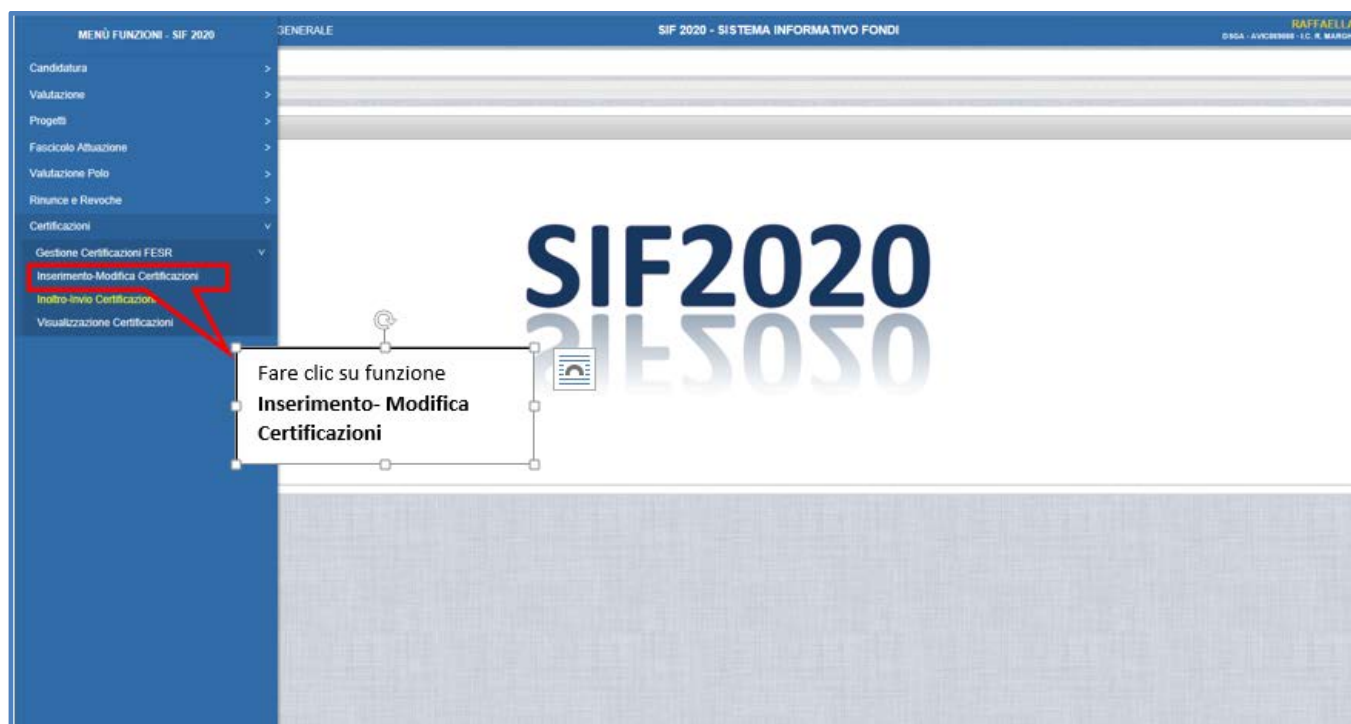 MENÙ FUNZIONI - SIF 2020
GENERALE
SIF 2020 - SISTEMA INFORMATIVO FONDI
RAFFAELLA
DSGA - - I.C. R. MARGH
Candidatura >
Valutazione >
Progetti >
Fascicolo Attuazione >
Valutazione Polo >
Rinunce e Revoche >
Certificazioni v
Gestione Certificazioni FESR v
Inserimento-Modifica Certificazioni
Inoltro-Invio Certificazioni
Visualizzazione Certificazioni
SIF2020
Fare clic su funzione
Inserimento- Modifica
Certificazioni